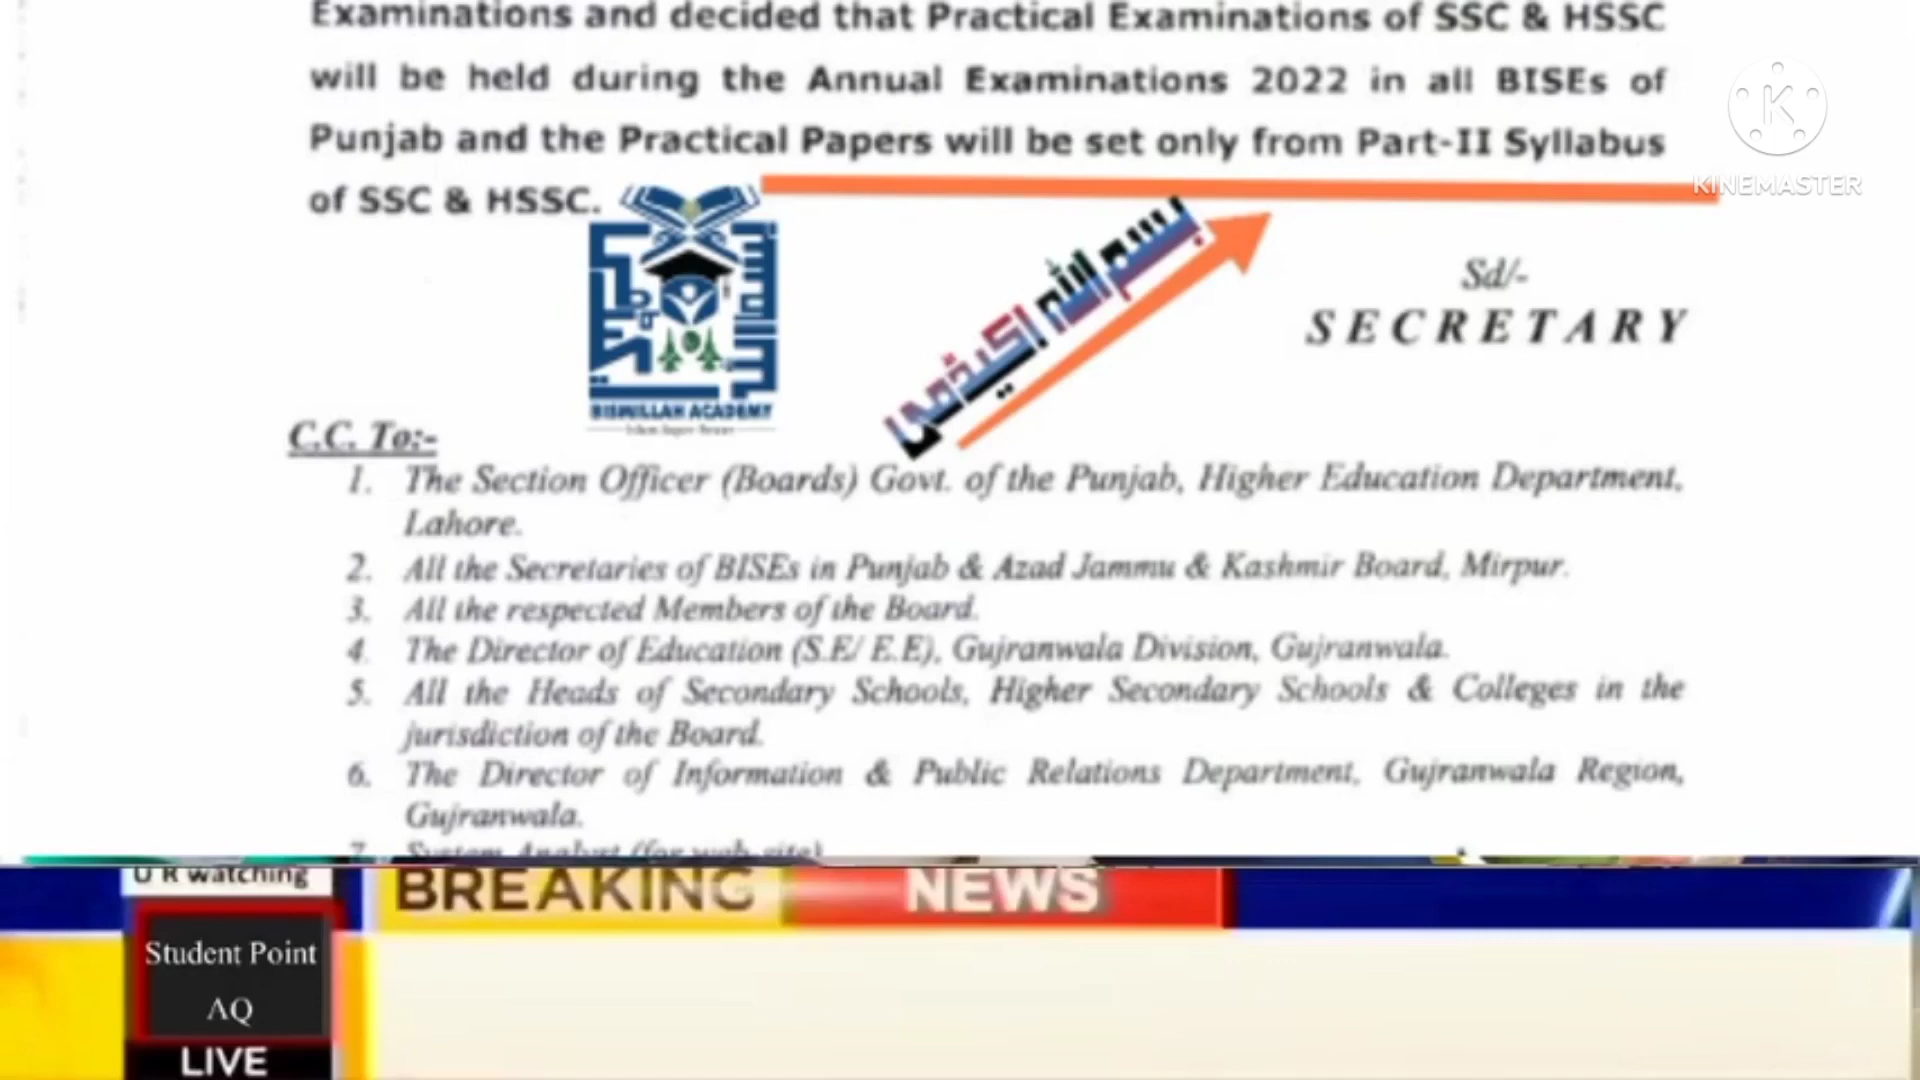 Examinations and decided that Practical Examinations of SSC & HSSC
will be held during the Annual Examinations 2022 in all BISEs of
Punjab and the Practical Papers will be set only from Part-II Syllabus
of SSC & HSSC.
KINEMASTER
بسم اللہ اکیڈمی
Sd/-
SECRETARY
BISMILLAH ACADEMY
C.C. To:-
1. The Section Officer (Boards) Govt. of the Punjab, Higher Education Department,
Lahore.
2. All the Secretaries of BISEs in Punjab & Azad Jammu & Kashmir Board, Mirpur.
3. All the respected Members of the Board.
4. The Director of Education (S.E/ E.E), Gujranwala Division, Gujranwala.
5. All the Heads of Secondary Schools, Higher Secondary Schools & Colleges in the
jurisdiction of the Board.
6. The Director of Information & Public Relations Department, Gujranwala Region,
Gujranwala.
7. System Analyst (for web site)
U R watching
BREAKING NEWS
Student Point
AQ
LIVE